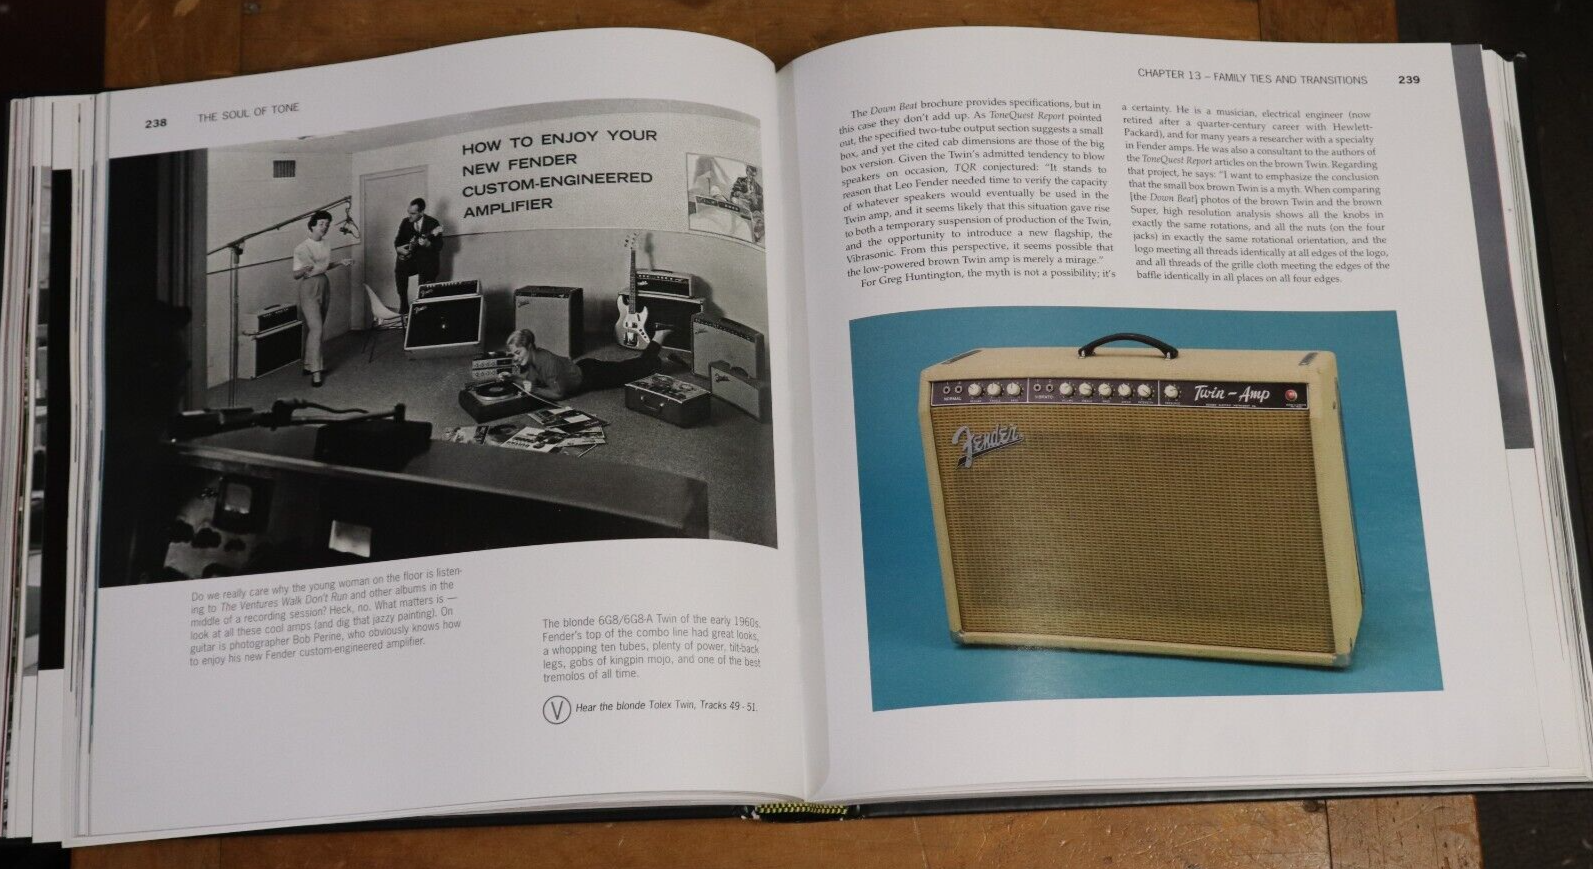 238
THE SOUL OF TONE
HOW TO ENJOY YOUR
NEW FENDER
CUSTOM-ENGINEERED
AMPLIFIER
Do we really care why the young woman on the floor is listen-
ing to The Ventures Walk Don't Run and other albums in the
middle of a recording session? Heck, no. What matters is —
look at all these cool amps (and dig that jazzy painting). On
guitar is photographer Bob Perine, who obviously knows how
to enjoy his new Fender custom-engineered amplifier.
The blonde 6G8/6G8-A Twin of the early 1960s.
Fender's top of the combo line had great looks,
a whopping ten tubes, plenty of power, tilt-back
legs, gobs of kingpin mojo, and one of the best
tremolos of all time.
V Hear the blonde Tolex Twin, Tracks 49 - 51.
CHAPTER 13 – FAMILY TIES AND TRANSITIONS
239
The Down Beat brochure provides specifications, but in
this case they don't add up. As ToneQuest Report pointed
out, the specified two-tube output section suggests a small
box, and yet the cited cab dimensions are those of the big
box version. Given the Twin's admitted tendency to blow
speakers on occasion, TQR conjectured: "It stands to
reason that Leo Fender needed time to verify the capacity
of whatever speakers would eventually be used in the
Twin amp, and it seems likely that this situation gave rise
to both a temporary suspension of production of the Twin,
and the opportunity to introduce a new flagship, the
Vibrasonic. From this perspective, it seems possible that
the low-powered brown Twin amp is merely a mirage."
For Greg Huntington, the myth is not a possibility; it's
a certainty. He is a musician, electrical engineer (now
retired after a quarter-century career with Hewlett-
Packard), and for many years a researcher with a specialty
in Fender amps. He was also a consultant to the authors of
the ToneQuest Report articles on the brown Twin. Regarding
that project, he says: "I want to emphasize the conclusion
that the small box brown Twin is a myth. When comparing
[the Down Beat] photos of the brown Twin and the brown
Super, high resolution analysis shows all the knobs in
exactly the same rotations, and all the nuts (on the four
jacks) in exactly the same rotational orientation, and the
logo meeting all threads identically at all edges of the logo,
and all threads of the grille cloth meeting the edges of the
baffle identically in all places on all four edges.
NORMAL
VIBRATO
Twin - Amp
Fender